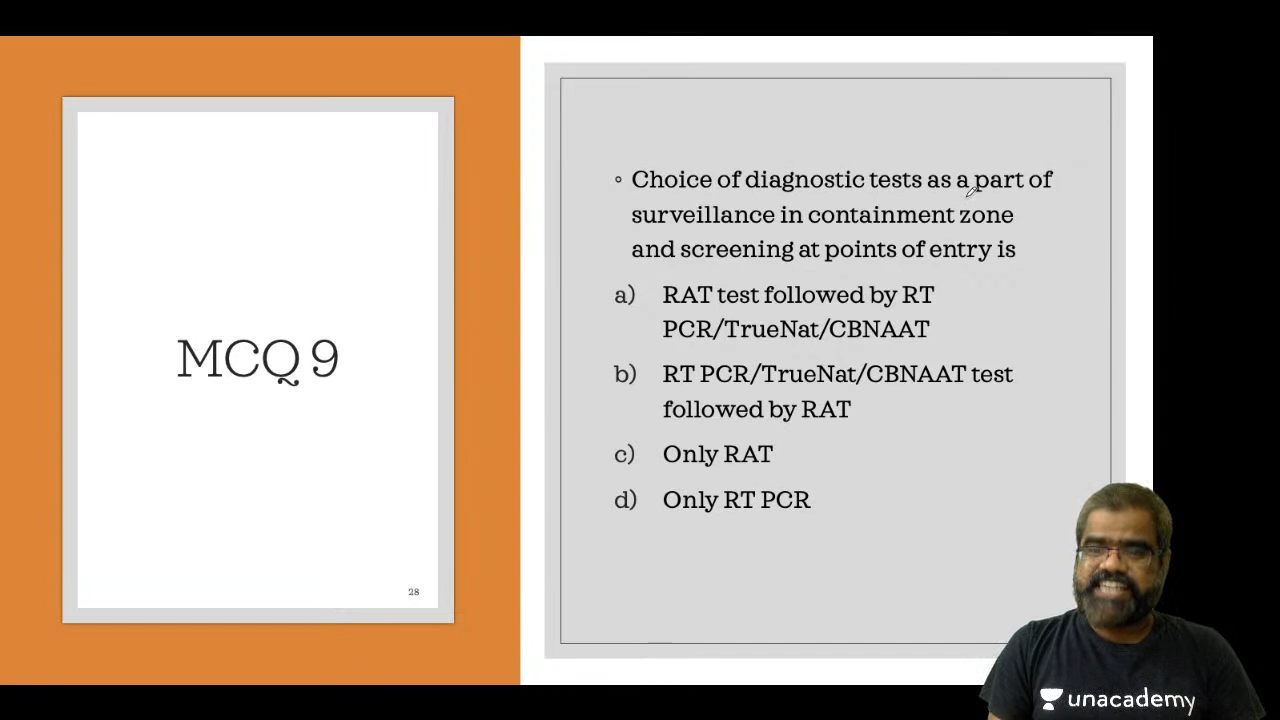 MCQ 9
28
◦ Choice of diagnostic tests as a part of
surveillance in containment zone
and screening at points of entry is
a) RAT test followed by RT
PCR/TrueNat/CBNAAT
b) RT PCR/TrueNat/CBNAAT test
followed by RAT
c) Only RAT
d) Only RT PCR
unacademy